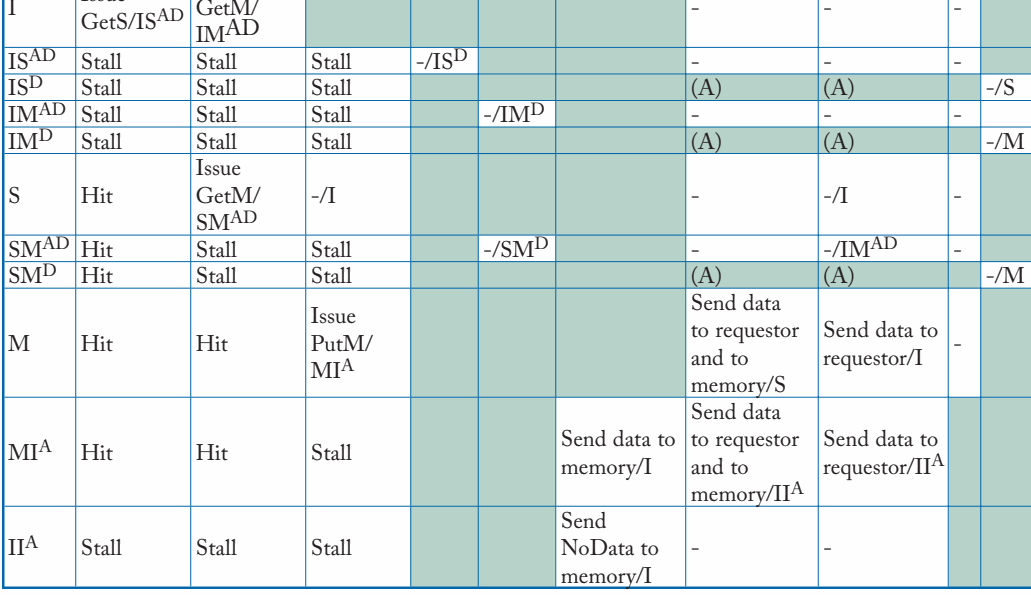 I GetS/IS^AD GetM/ - - -
IM^AD
IS^AD Stall Stall Stall -/IS^D - - -
IS^D Stall Stall Stall (A) (A) -/S
IM^AD Stall Stall Stall -/IM^D - - -
IM^D Stall Stall Stall (A) (A) -/M
S Hit Issue GetM/ SM^AD -/I - -/I -
SM^AD Hit Stall Stall -/SM^D - -/IM^AD -
SM^D Hit Stall Stall (A) (A) -/M
M Hit Hit Issue PutM/ MI^A Send data to requestor and to memory/S Send data to requestor/I -
MI^A Hit Hit Stall Send data to memory/I Send data to requestor and to memory/II^A Send data to requestor/II^A
II^A Stall Stall Stall Send NoData to memory/I - -